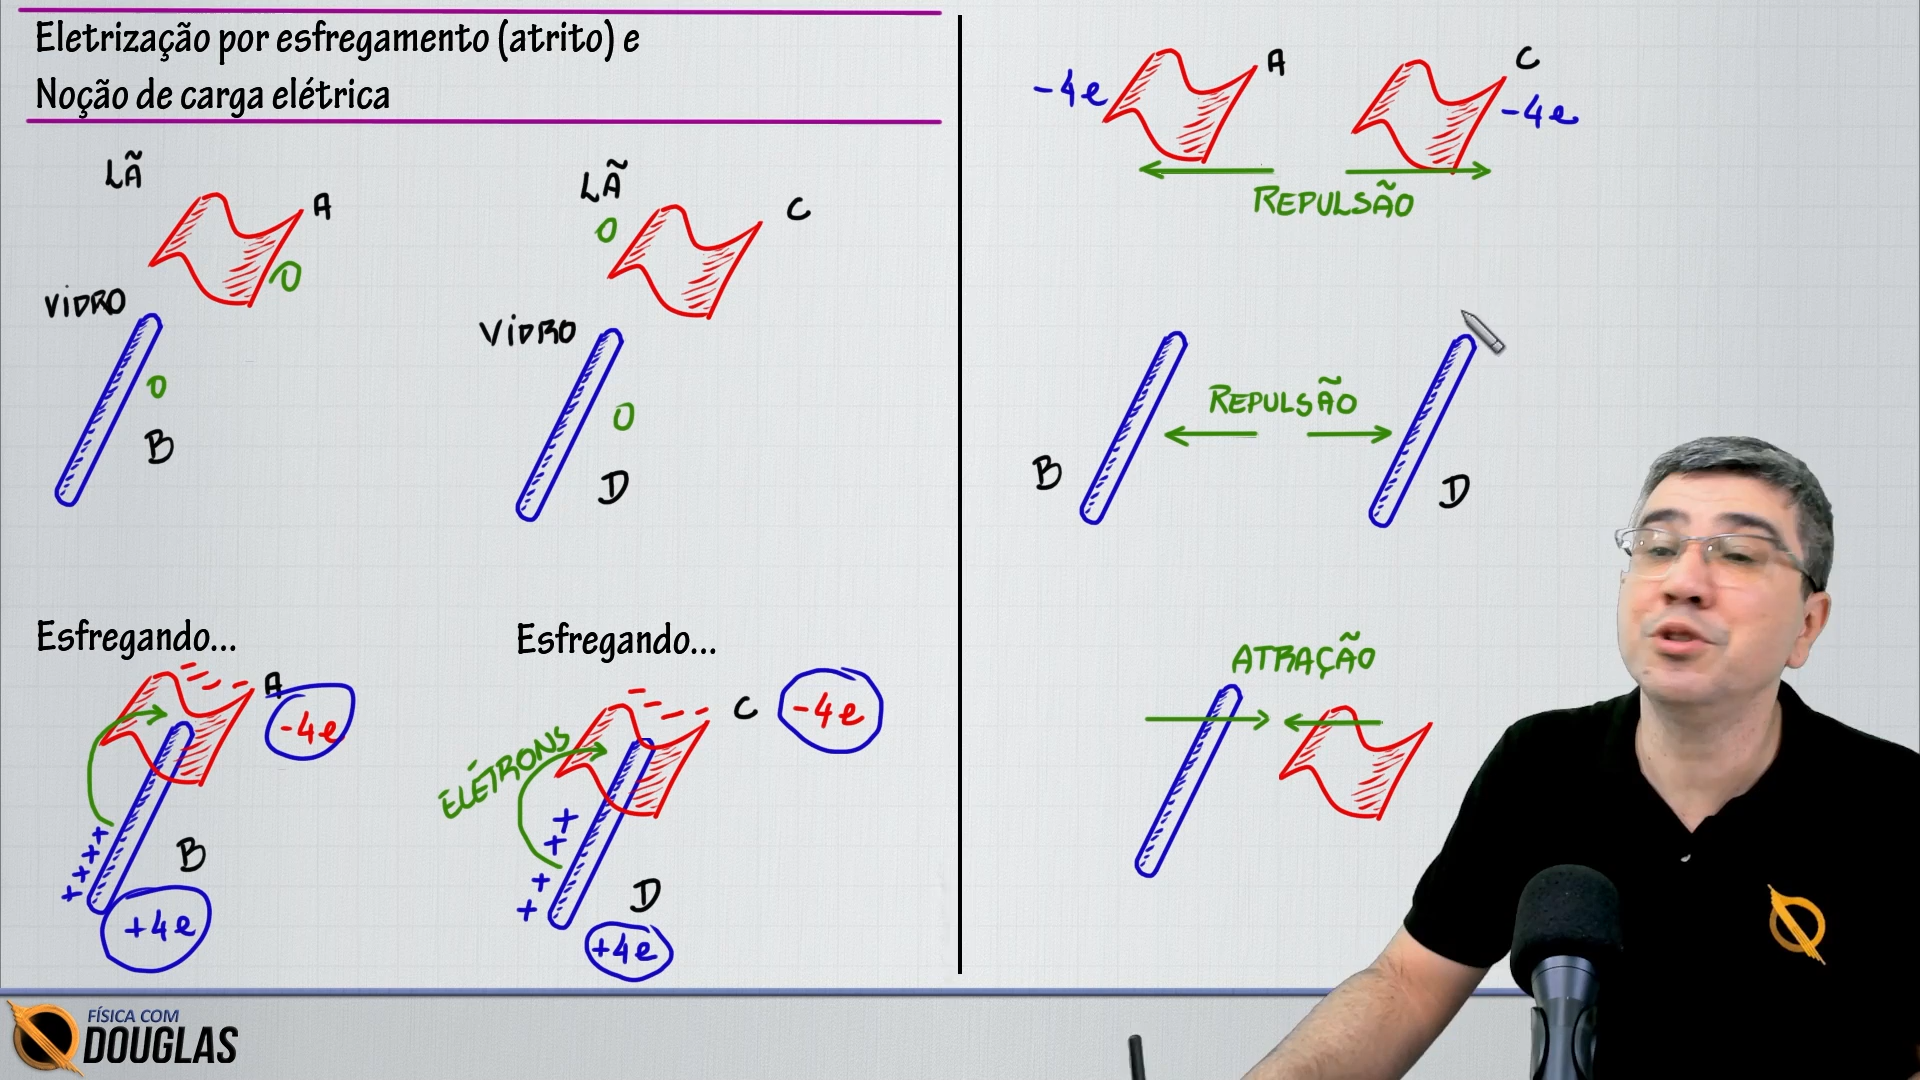 Eletrização por esfregamento (atrito) e
Noção de carga elétrica
LÃ
A
0
VIDRO
0
B
LÃ
0
C
VIDRO
0
D
Esfregando...
A
-4e
++++
B
+4e
Esfregando...
C
-4e
ELÉTRONS
++++
D
+4e
-4e
A
C
-4e
REPULSÃO
REPULSÃO
B
D
ATRAÇÃO
FÍSICA COM
DOUGLAS